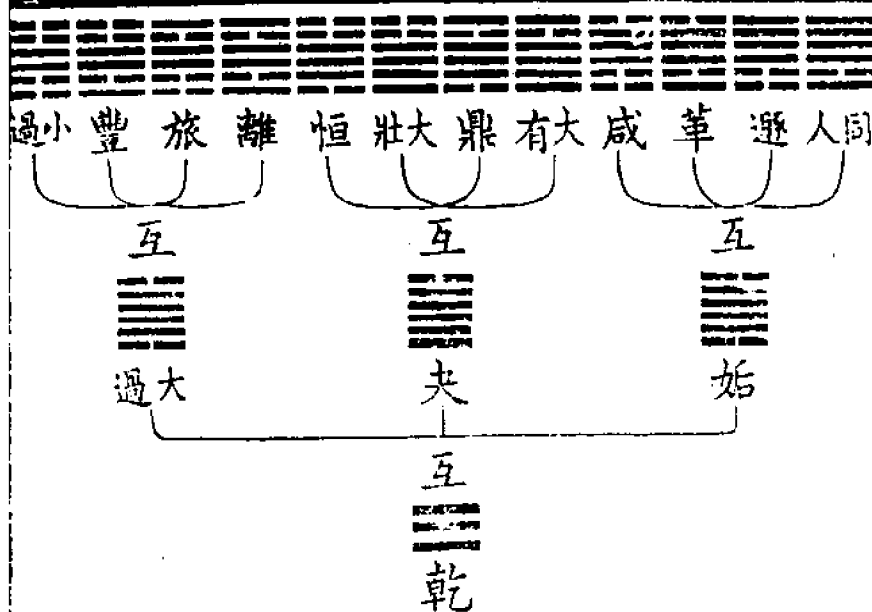 同人 遯 革 咸 大有 鼎 大壯 恒 離 旅 豐 小過
互 互 互
姤 夬 大過
互
乾